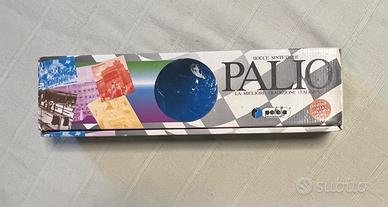 BOCCE SINTETICHE
PALIO
LA MIGLIORE TRADIZIONE ITALIANA
SUBITO